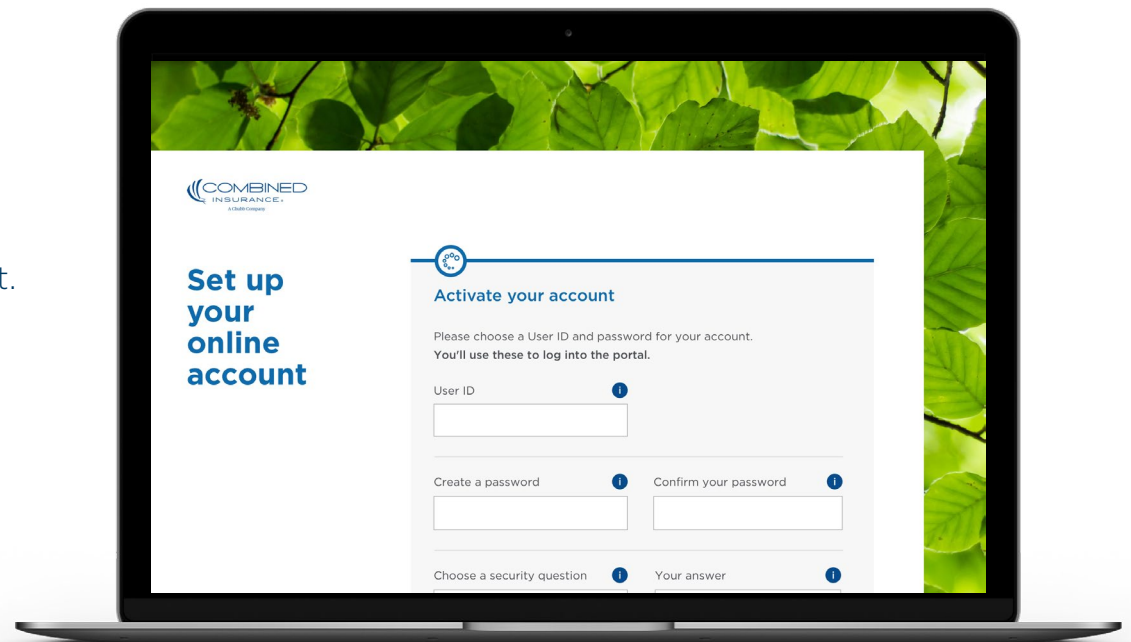 t.
COMBINED
INSURANCE®
A Chubb Company
Set up
your
online
account
Activate your account
Please choose a User ID and password for your account.
You'll use these to log into the portal.
User ID
Create a password
Confirm your password
Choose a security question
Your answer